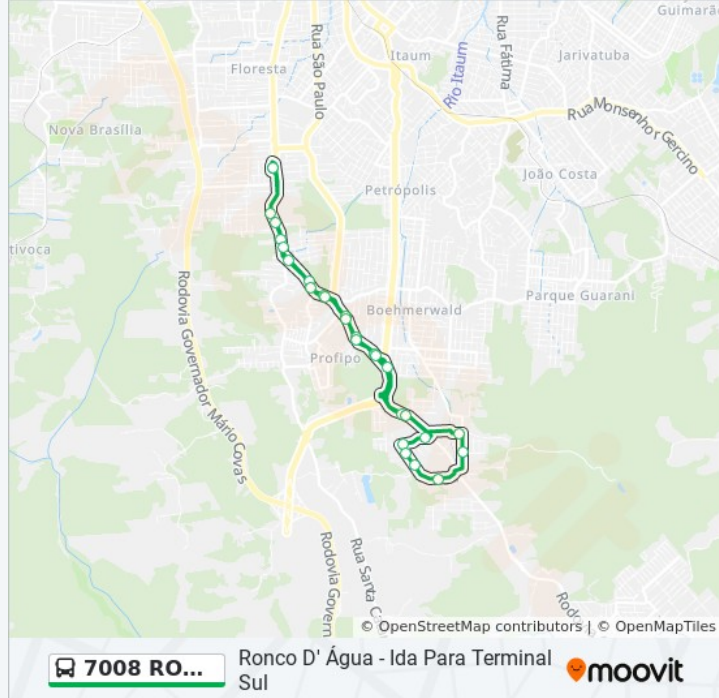 Guimarã
Rua São Paulo
Rua Fátima
Itaum
Jarivatuba
Floresta
Rio Itaum
Rua Monsenhor Gercino
Nova Brasília
João Costa
Petrópolis
tivoca
Parque Guarani
Boehmerwald
Rodovia Governador Mário Covas
Profipo
Rodovia Govern
Rua Santa C
Rodo
© OpenStreetMap contributors | © OpenMapTiles
7008 RO...
Ronco D' Água - Ida Para Terminal
Sul
moovit